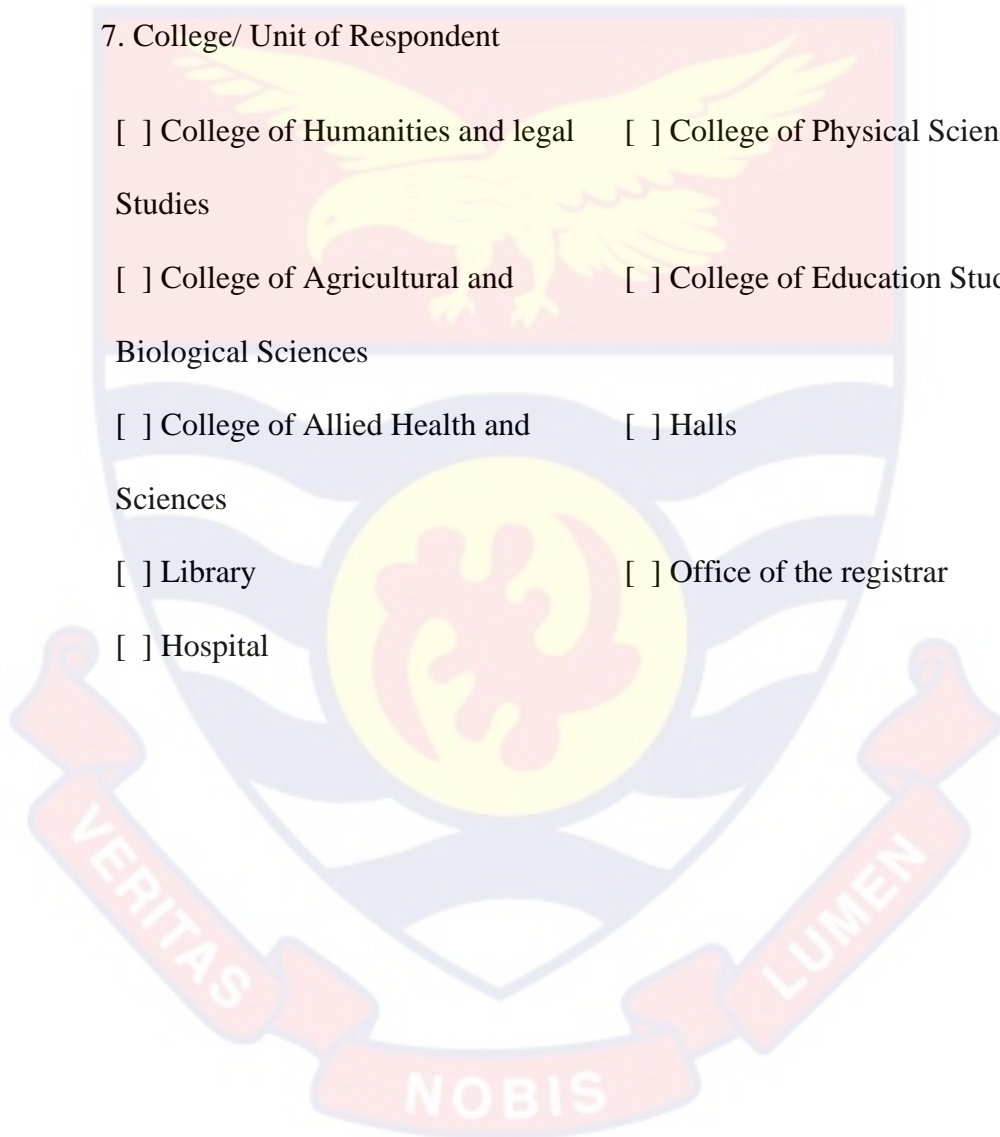 7. College/ Unit of Respondent
[ ] College of Humanities and legal [ ] College of Physical
Studies
[ ] College of Agricultural and [ ] College of Education
Biological Sciences
[ ] College of Allied Health and [ ] Halls
Sciences
[ ] Library [ ] Office of the registrar
[ ] Hospital
VERITAS
NOBIS
LUMEN